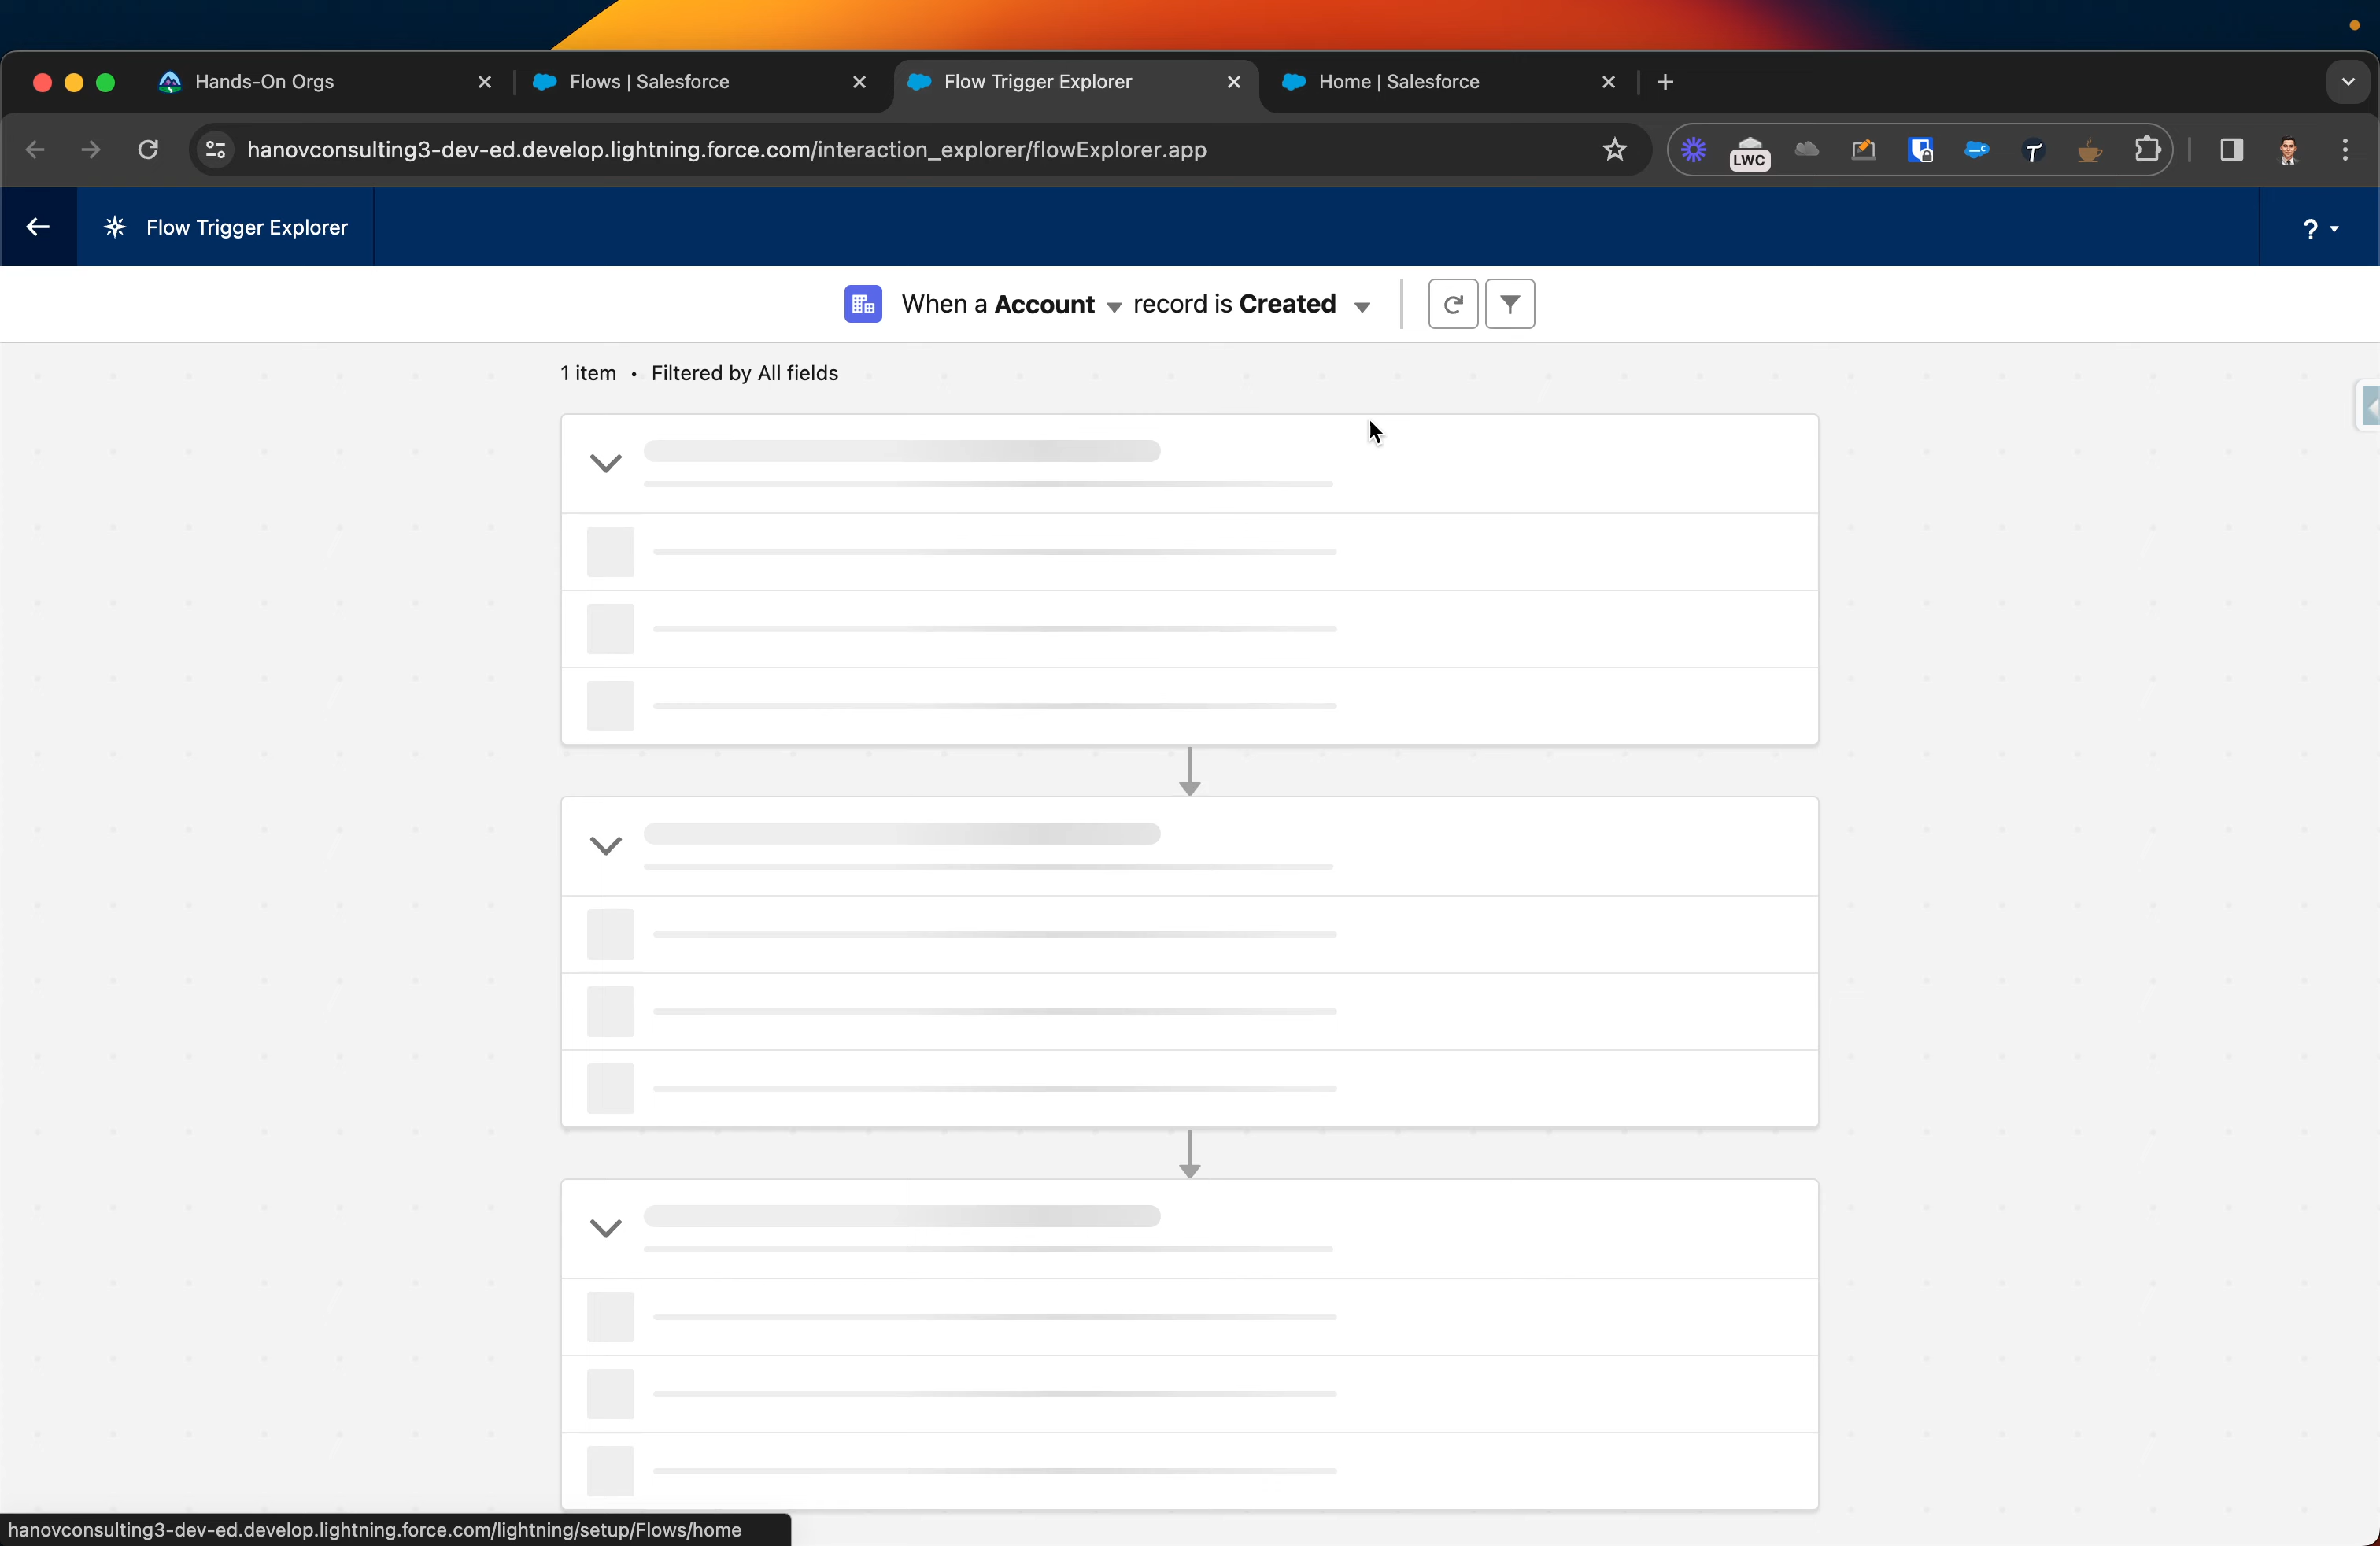 Hands-On Orgs
Flows | Salesforce
Flow Trigger Explorer
Home | Salesforce
hanovconsulting3-dev-ed.develop.lightning.force.com/interaction_explorer/flowExplorer.app
LWC
Flow Trigger Explorer
?
When a Account record is Created
1 item • Filtered by All fields
hanovconsulting3-dev-ed.develop.lightning.force.com/lightning/setup/Flows/home